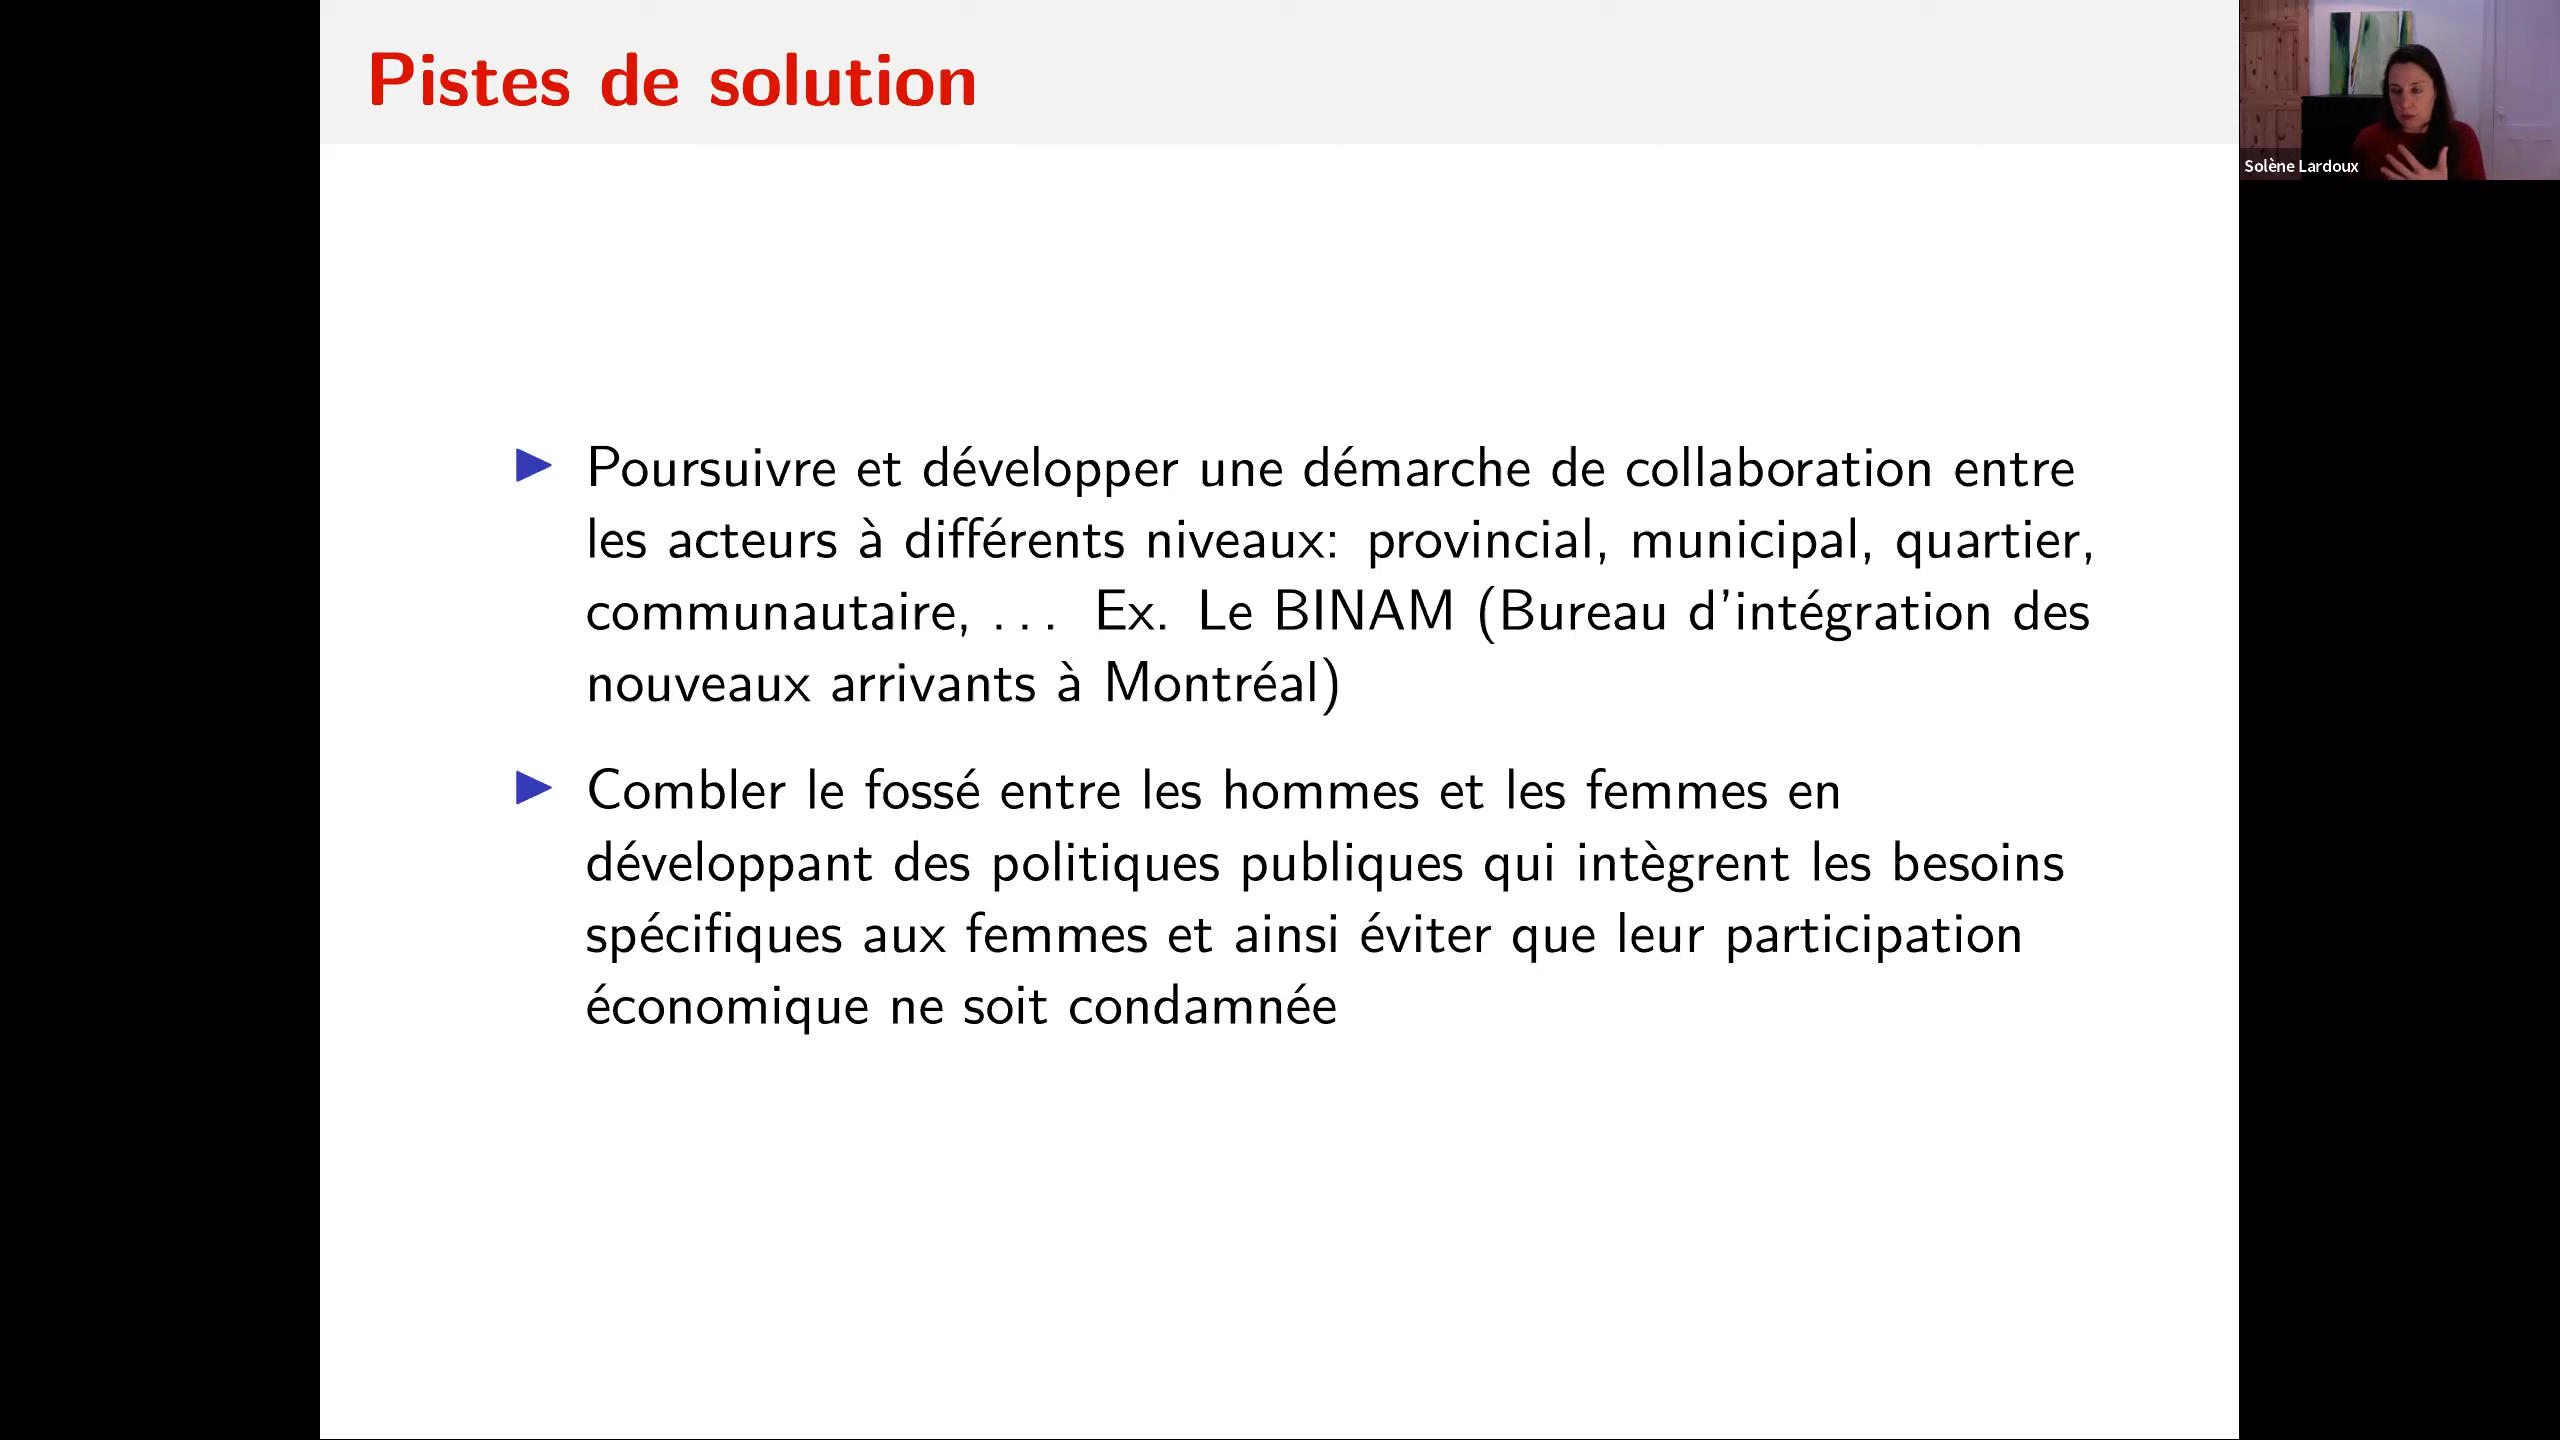 Pistes de solution
Solène Lardoux
Poursuivre et développer une démarche de collaboration entre
les acteurs à différents niveaux: provincial, municipal, quartier,
communautaire, ... Ex. Le BINAM (Bureau d'intégration des
nouveaux arrivants à Montréal)
Combler le fossé entre les hommes et les femmes en
développant des politiques publiques qui intègrent les besoins
spécifiques aux femmes et ainsi éviter que leur participation
économique ne soit condamnée